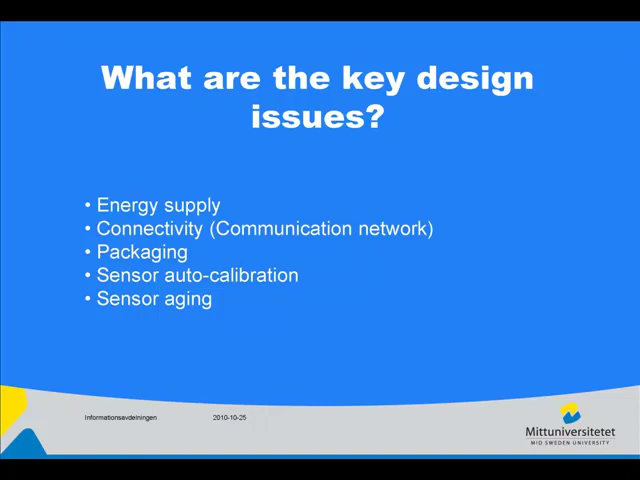 What are the key design
issues?
• Energy supply
• Connectivity (Communication network)
• Packaging
• Sensor auto-calibration
• Sensor aging
Informationsavdelningen 2010-10-25
Mittuniversitetet
MID SWEDEN UNIVERSITY